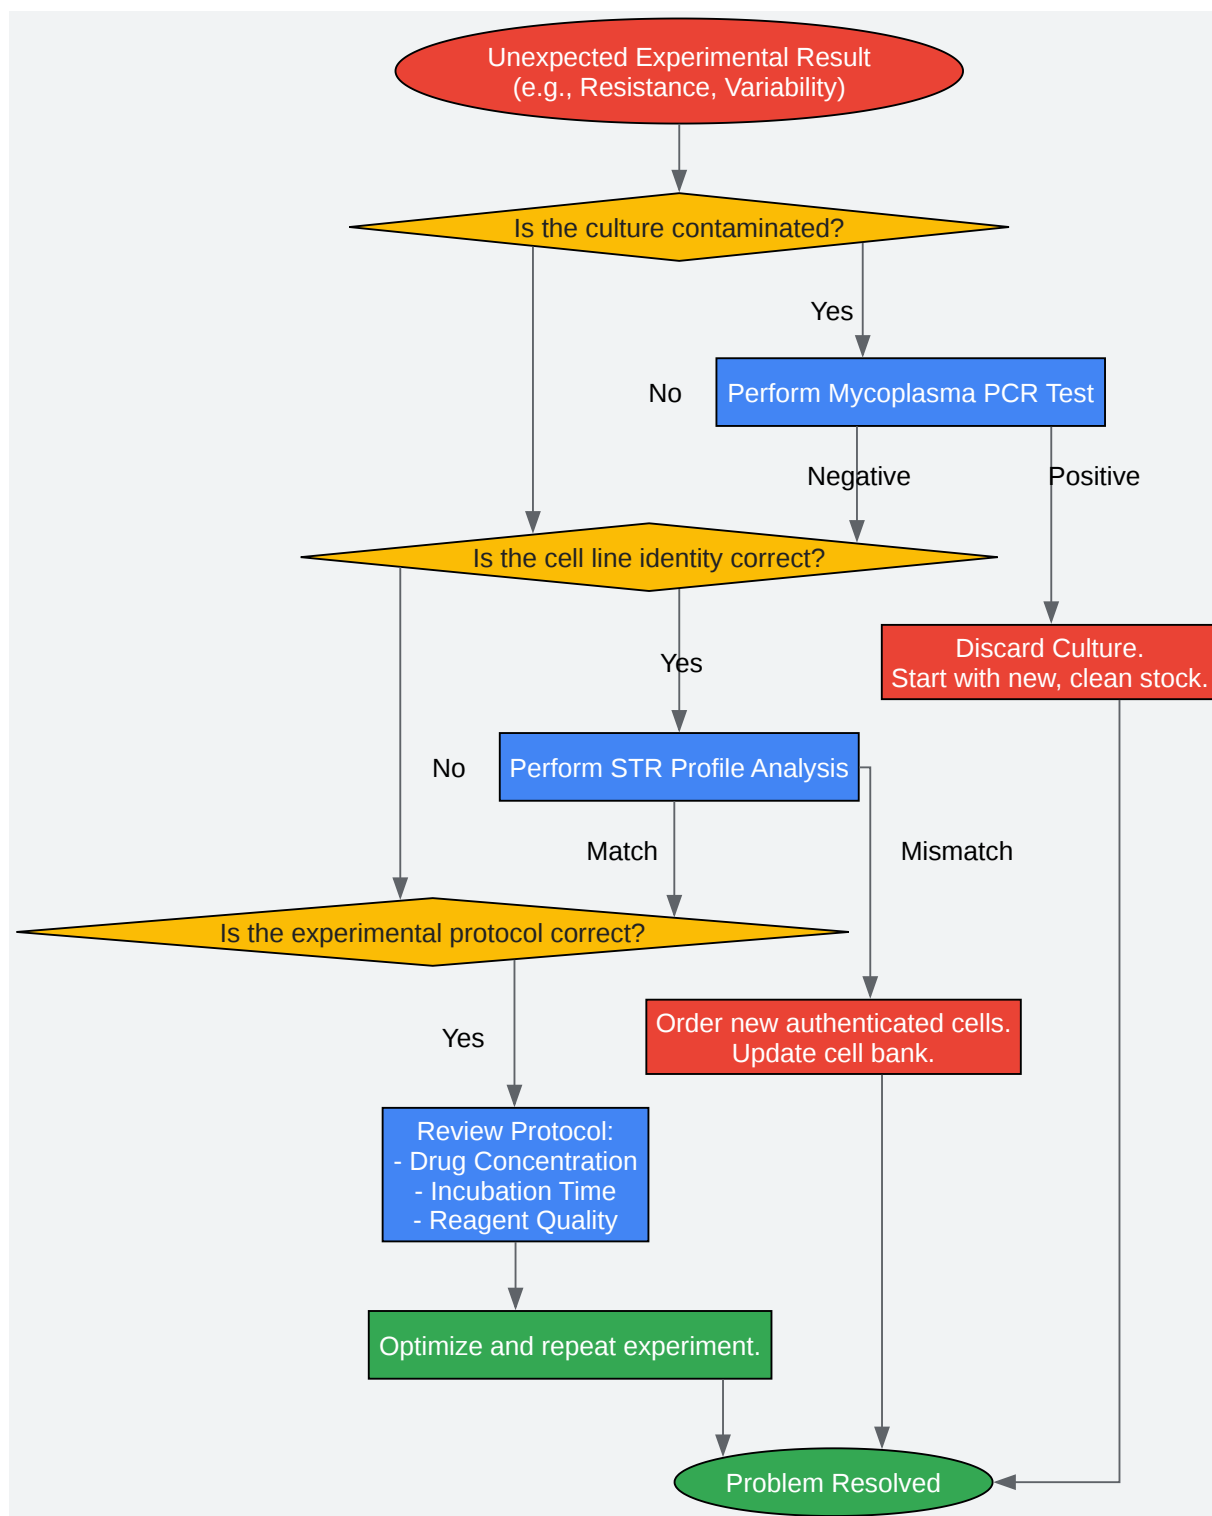 Unexpected Experimental Result
(e.g., Resistance, Variability)
Is the culture contaminated?
Yes
No
Perform Mycoplasma PCR Test
Negative
Positive
Is the cell line identity correct?
Discard Culture.
Start with new, clean stock.
Yes
No
Perform STR Profile Analysis
Match
Mismatch
Is the experimental protocol correct?
Order new authenticated cells.
Update cell bank.
Yes
Review Protocol:
- Drug Concentration
- Incubation Time
- Reagent Quality
Optimize and repeat experiment.
Problem Resolved